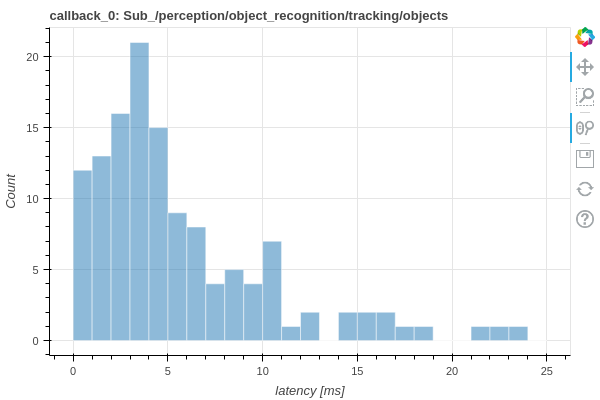 callback_0: Sub_/perception/object_recognition/tracking/objects
20
15
10
5
0
Count
0 5 10 15 20 25
latency [ms]